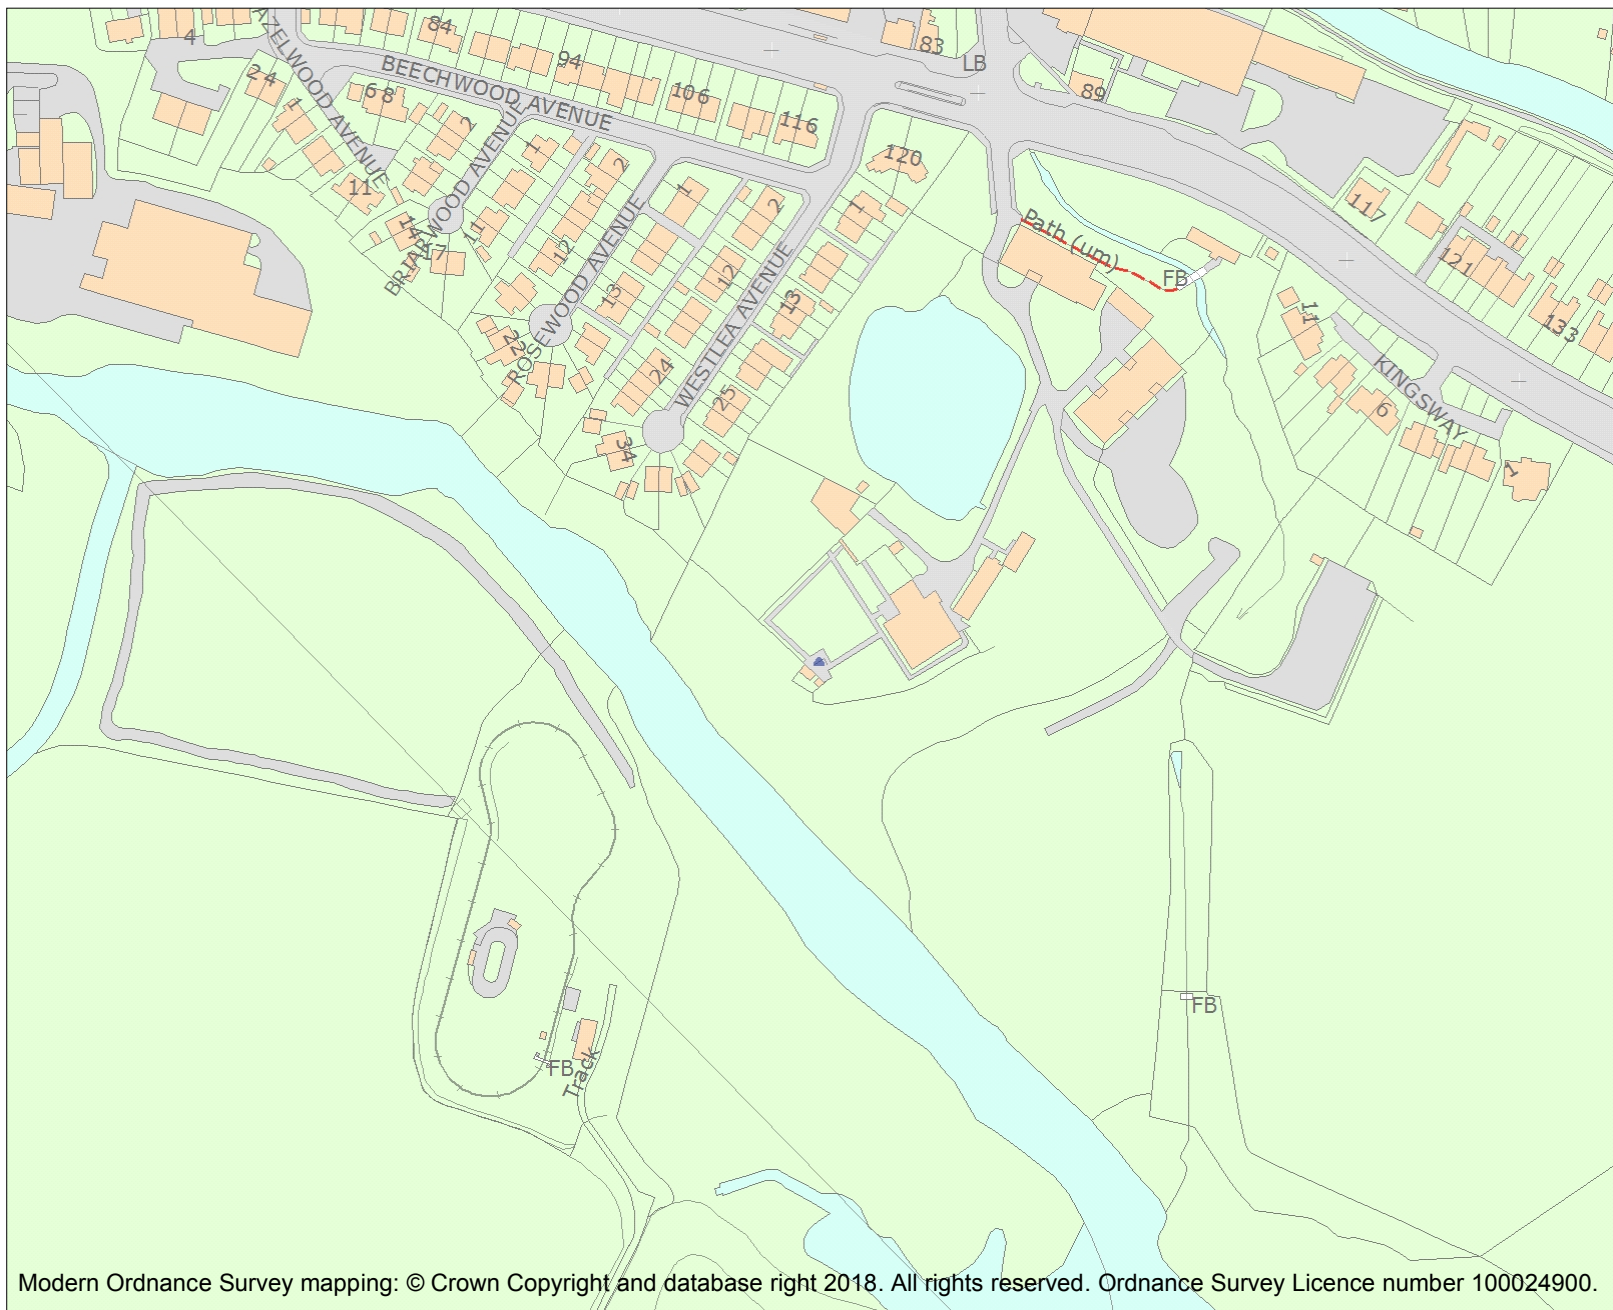 84
83
4
94
LB
24
BEECHWOOD AVENUE
68
106
89
1
AZELWOOD AVENUE
2
116
1
2
120
117
11
1
2
1
BRIARWOOD AVENUE
14
11
17
12
ROSEWOOD AVENUE
12
WESTLEA AVENUE
Path (um)
FB
121
13
13
11
133
22
24
25
KINGSWAY
6
34
1
FB
FB
Track
Modern Ordnance Survey mapping: © Crown Copyright and database right 2018. All rights reserved. Ordnance Survey Licence number 100024900.